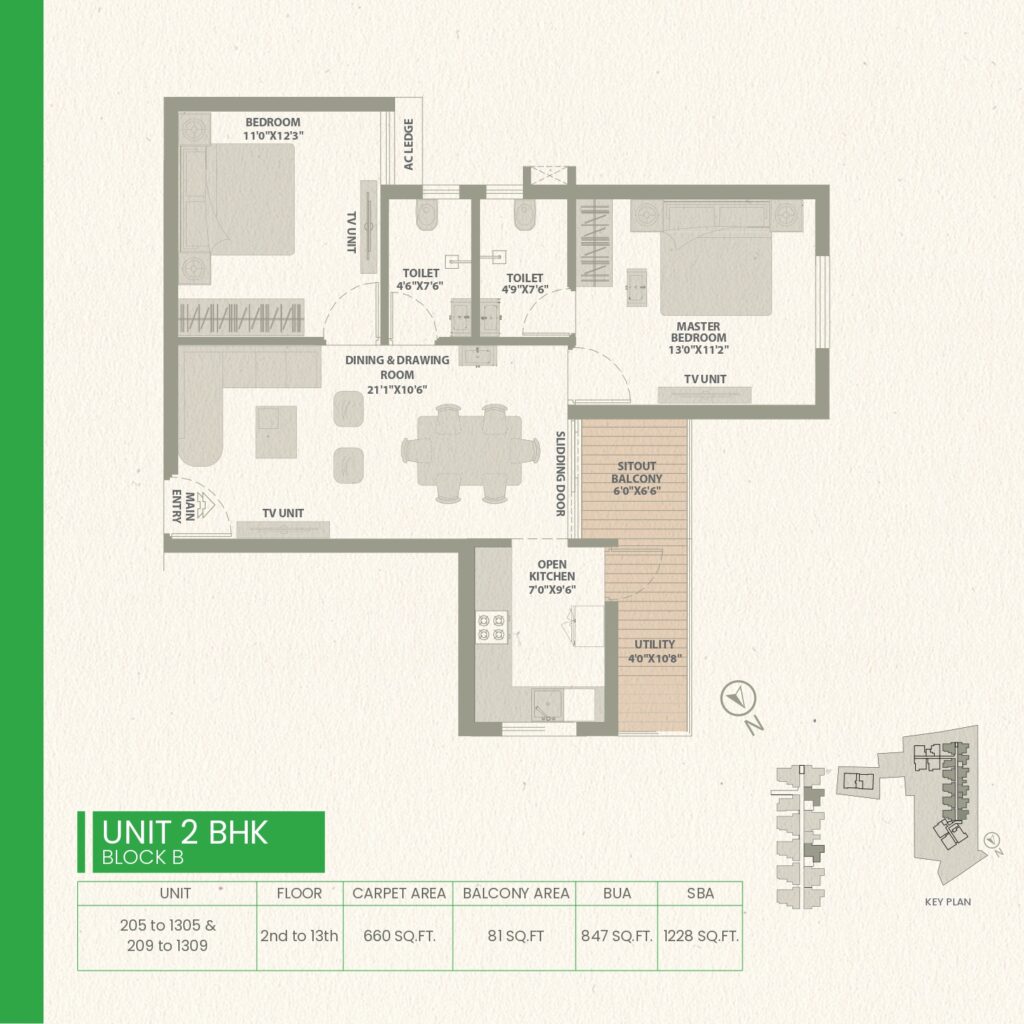 BEDROOM
11'0"X12'3"
AC LEDGE
TV UNIT
TOILET
4'6"X7'6"
TOILET
4'9"X7'6"
MASTER
BEDROOM
13'0"X11'2"
TV UNIT
DINING & DRAWING
ROOM
21'1"X10'6"
SLIDDING DOOR
SITOUT
BALCONY
6'0"X6'6"
MAIN
ENTRY
TV UNIT
OPEN
KITCHEN
7'0"X9'6"
UTILITY
4'0"X10'8"
N
N
KEY PLAN
UNIT 2 BHK
BLOCK B
UNIT FLOOR CARPET AREA BALCONY AREA BUA SBA
205 to 1305 &
209 to 1309
2nd to 13th 660 SQ.FT. 81 SQ.FT 847 SQ.FT. 1228 SQ.FT.